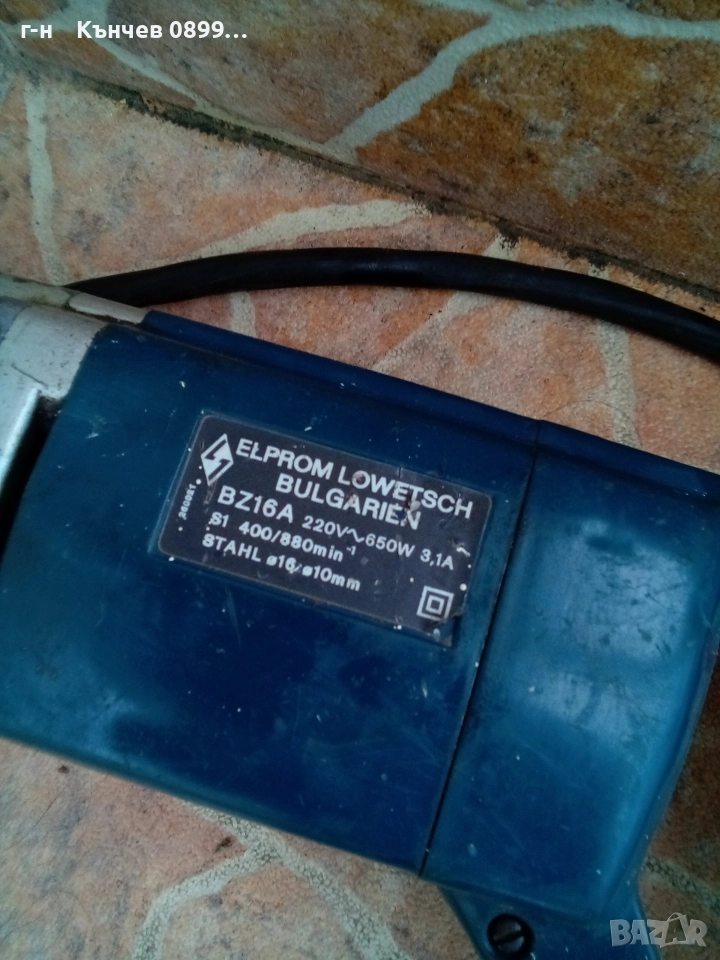 г-н Кънчев 0899...
ELPROM LOWETSCH
BULGARIEN
BZ16A 220V~650W 3,1A
S1 400/880min⁻¹
STAHL ø16/ø10mm
BAZAR